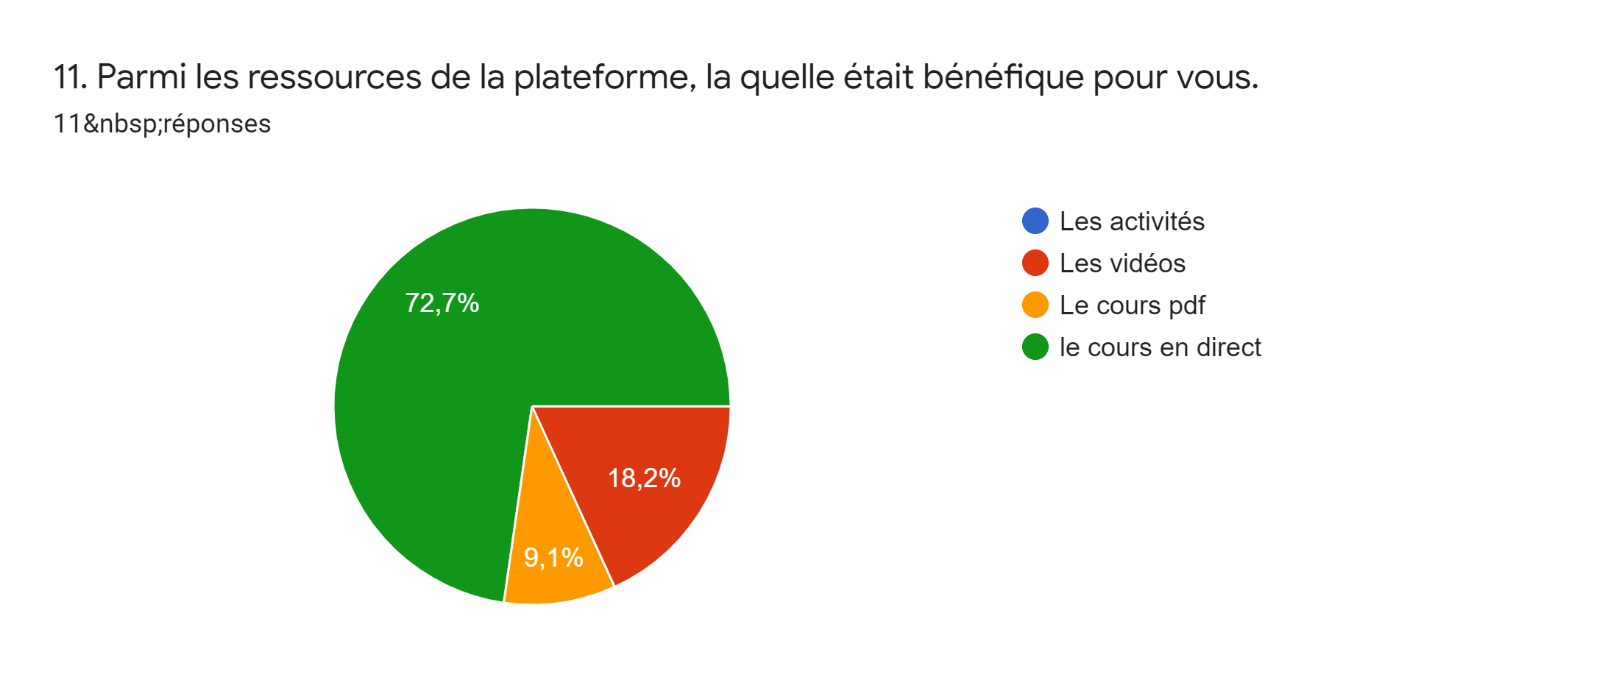 11. Parmi les ressources de la plateforme, la quelle était bénéfique pour vous.
11&nbsp;réponses
Les activités
Les vidéos
Le cours pdf
le cours en direct
72,7%
18,2%
9,1%